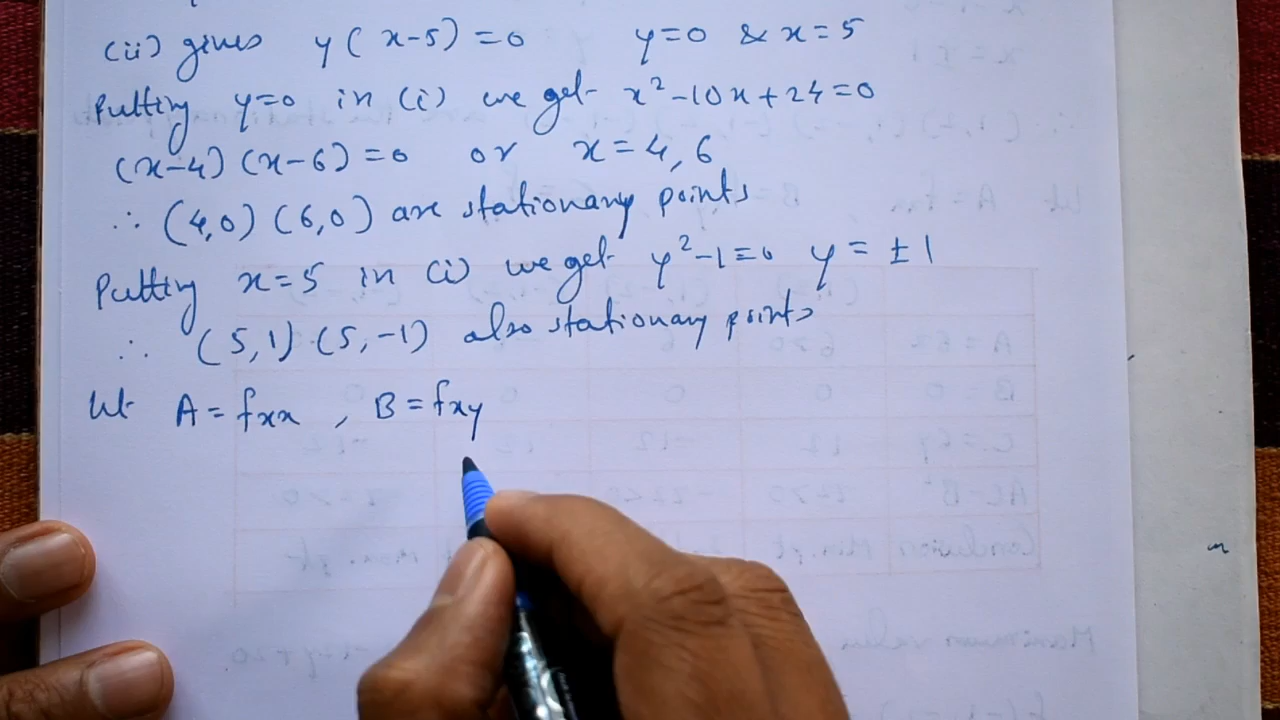 (ii) gives y(x-5)=0 y=0 & x=5
Putting y=0 in (i) we get x²-10x+24=0
(x-4)(x-6)=0 or x=4,6
∴ (4,0) (6,0) are stationary points
Putting x=5 in (i) we get y²-1=0 y=±1
∴ (5,1) (5,-1) also stationary points
let A=fxx, B=fxy